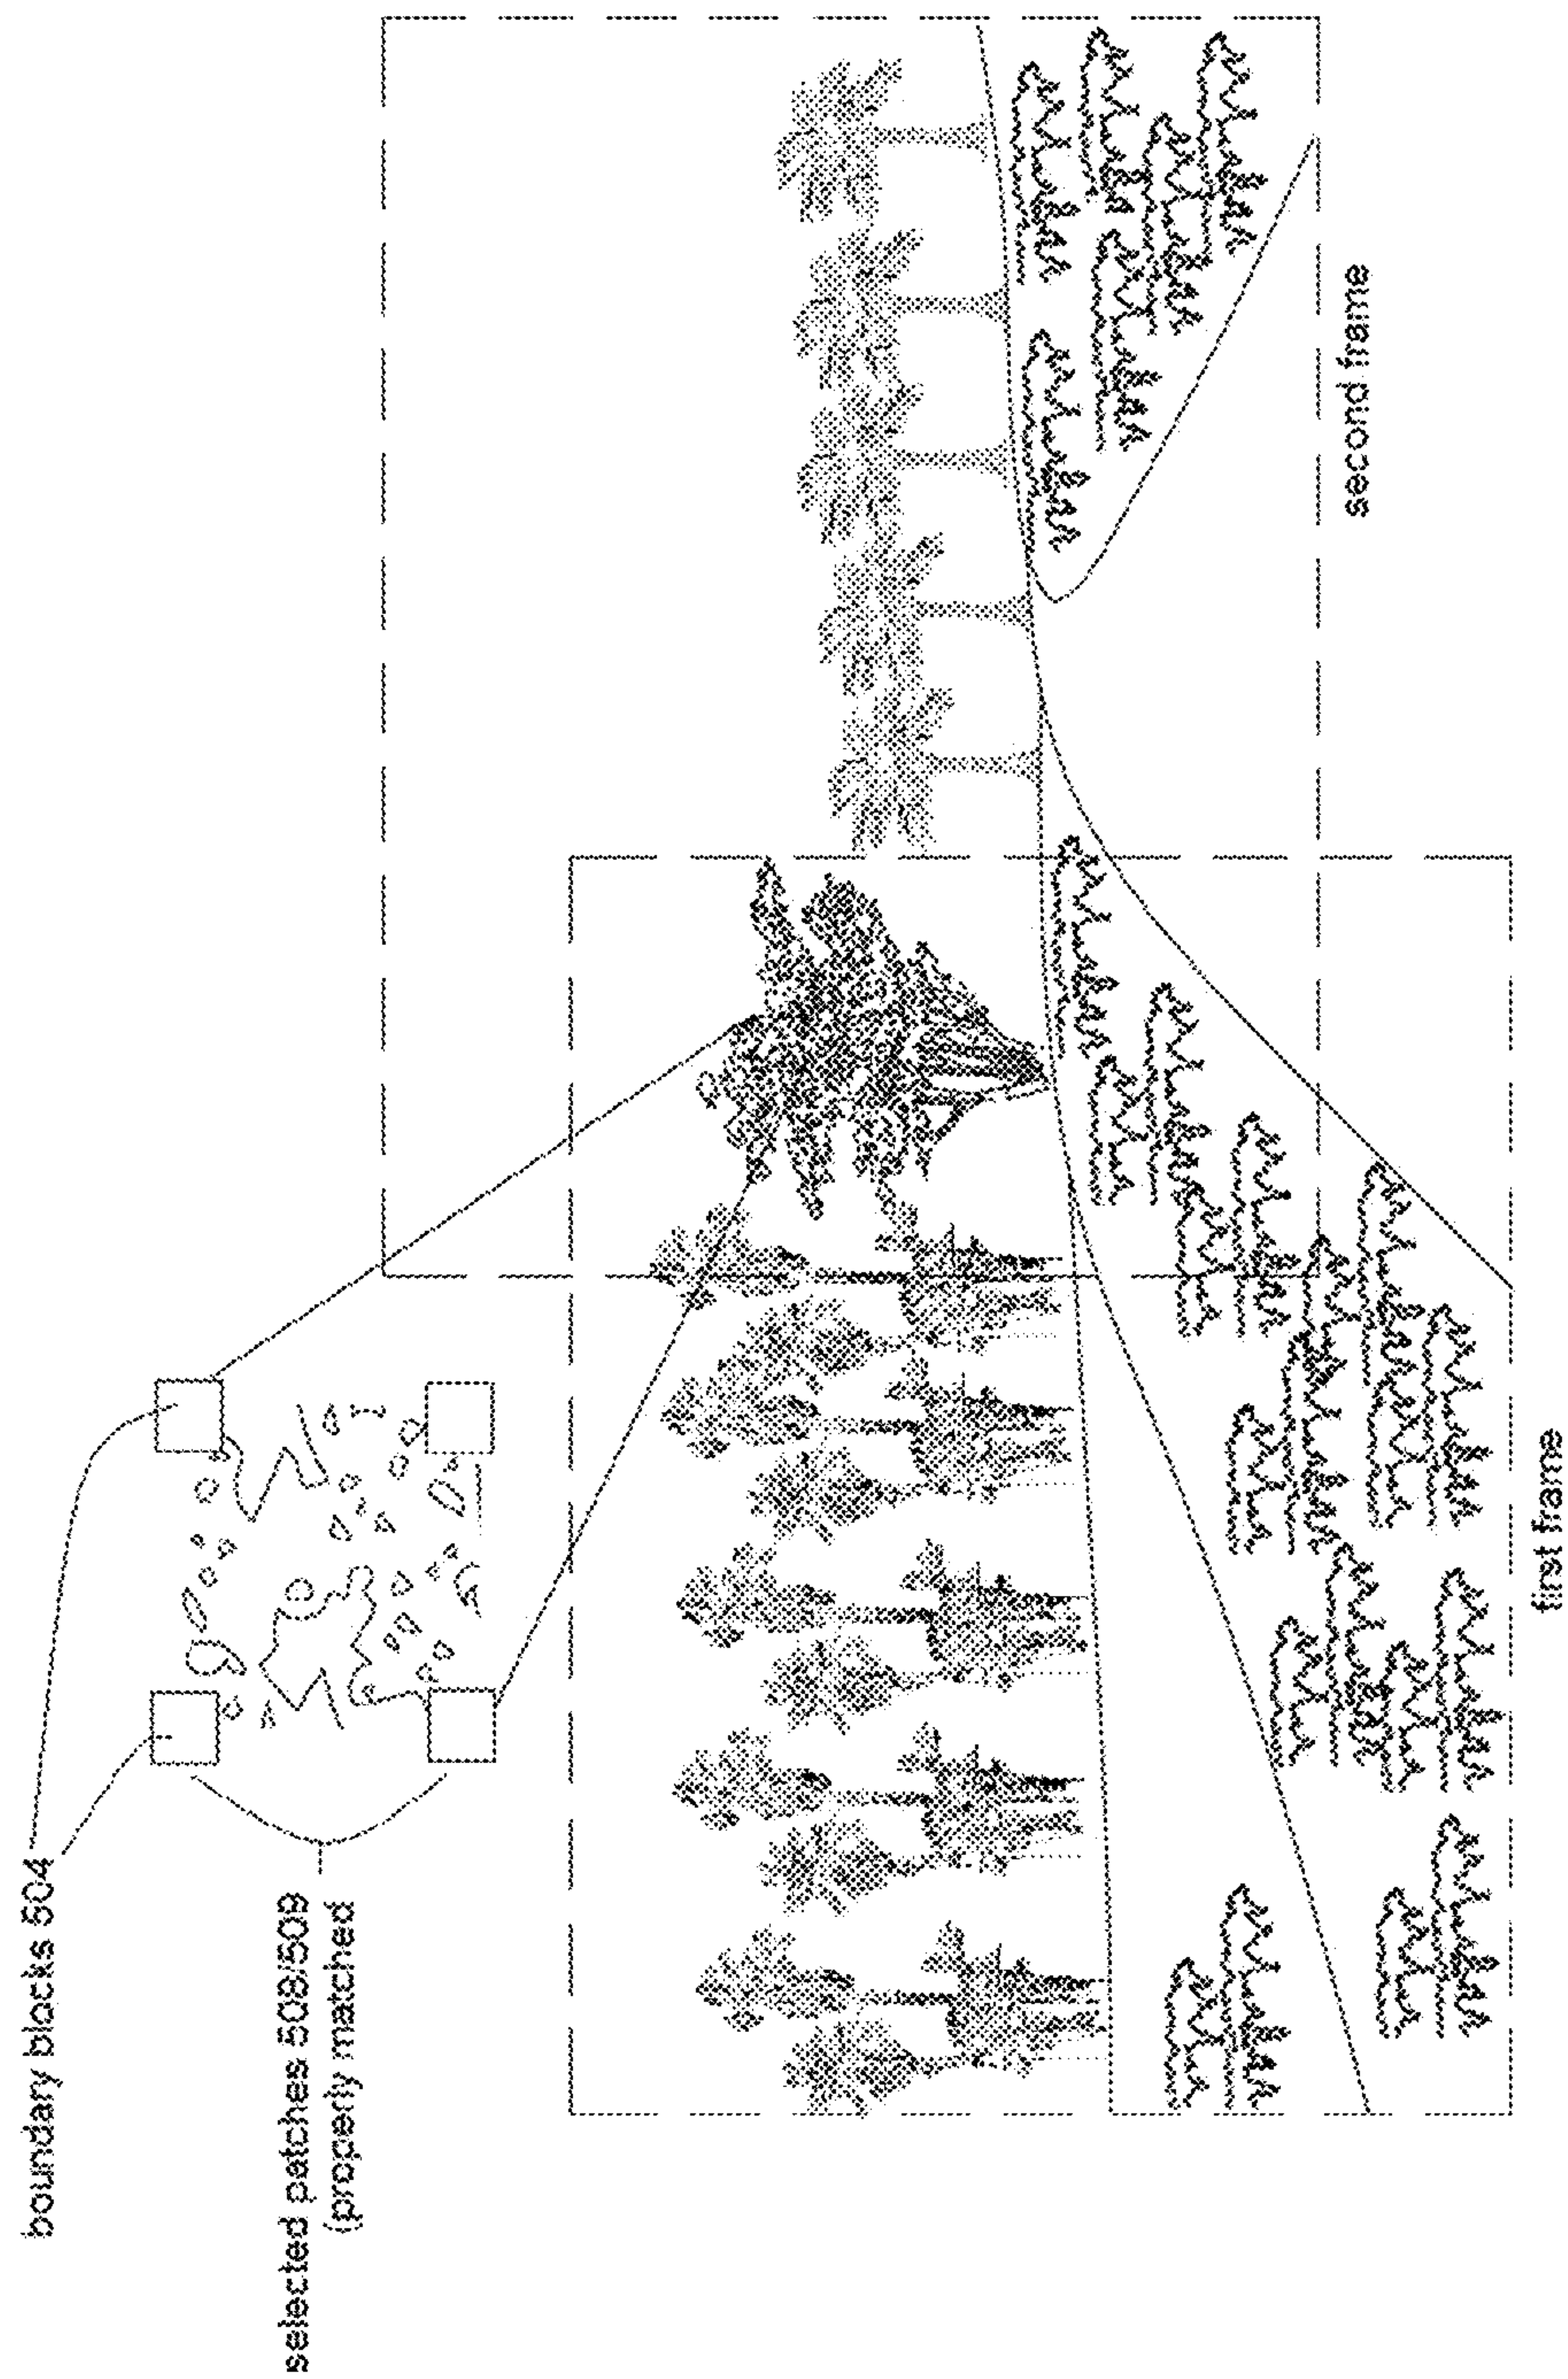 boundary blocks 504
selected patches 508/509
(properly matched
second frame
first frame